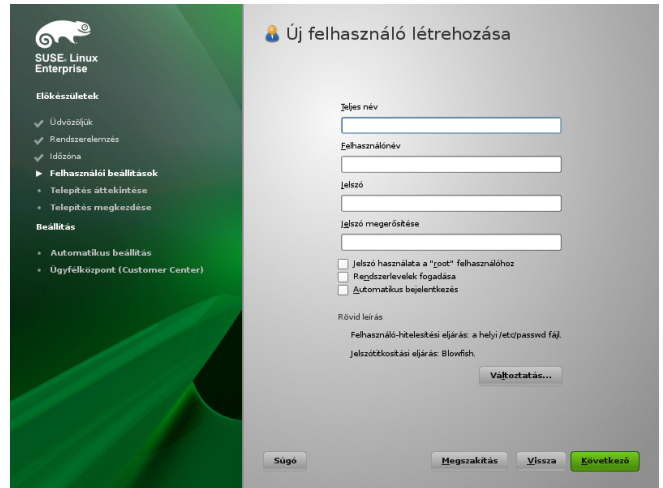 SUSE. Linux
Enterprise
Előkészületek
Üdvözöljük
Rendszerelemzés
Időzóna
Felhasználói beállítások
Telepítés áttekintése
Telepítés megkezdése
Beállítás
Automatikus beállítás
Ügyfélközpont (Customer Center)
Új felhasználó létrehozása
Teljes név
Felhasználónév
Jelszó
Jelszó megerősítése
Jelszó használata a "root" felhasználóhoz
Rendszerlevelek fogadása
Automatikus bejelentkezés
Rövid leírás
Felhasználó-hitelesítési eljárás: a helyi /etc/passwd fájl.
Jelszótitkosítási eljárás: Blowfish.
Változtatás...
Súgó
Megszakítás
Vissza
Következő